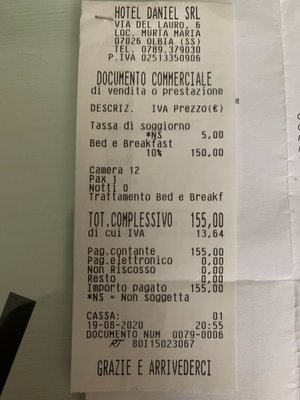 HOTEL DANIEL SRL
VIA DEL LAURO, 6
LOC. MURTA MARIA
07026 OLBIA (SS)
TEL. 0789.379030
P.IVA 02513350906
DOCUMENTO COMMERCIALE
di vendita o prestazione
DESCRIZ. IVA Prezzo(€)
Tassa di soggiorno
*NS 5,00
Bed e Breakfast
10% 150,00
Camera 12
Pax 1
Notti 0
Trattamento Bed e Breakf
TOT.COMPLESSIVO 155,00
di cui IVA 13,64
Pag.contante 155,00
Pag.elettronico 0,00
Non Riscosso 0,00
Resto 0,00
Importo pagato 155,00
*NS = Non soggetta
CASSA: 01
19-08-2020 20:55
DOCUMENTO NUM 0079-0006
RT 80I15023067
GRAZIE E ARRIVEDERCI